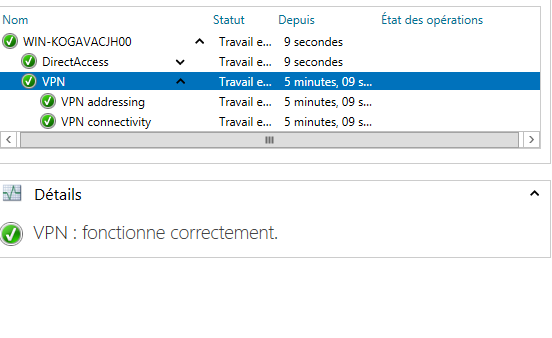 Nom Statut Depuis État des opérations
WIN-KOGAVACJH00 Travail e... 9 secondes
DirectAccess Travail e... 9 secondes
VPN Travail e... 5 minutes, 09 s...
VPN addressing Travail e... 5 minutes, 09 s...
VPN connectivity Travail e... 5 minutes, 09 s...
Détails
VPN : fonctionne correctement.